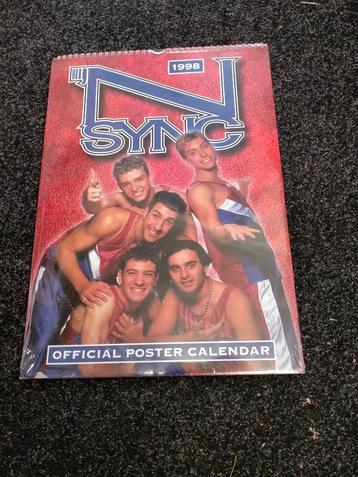 1998
'N
SYNC
OFFICIAL POSTER CALENDAR